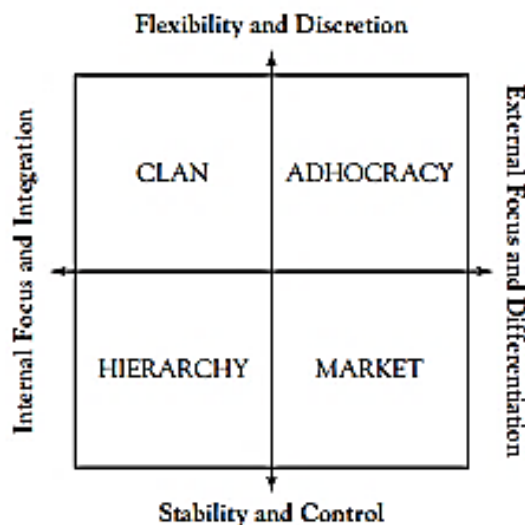 Flexibility and Discretion
Internal Focus and Integration
CLAN
ADHOCRACY
External Focus and Differentiation
HIERARCHY
MARKET
Stability and Control